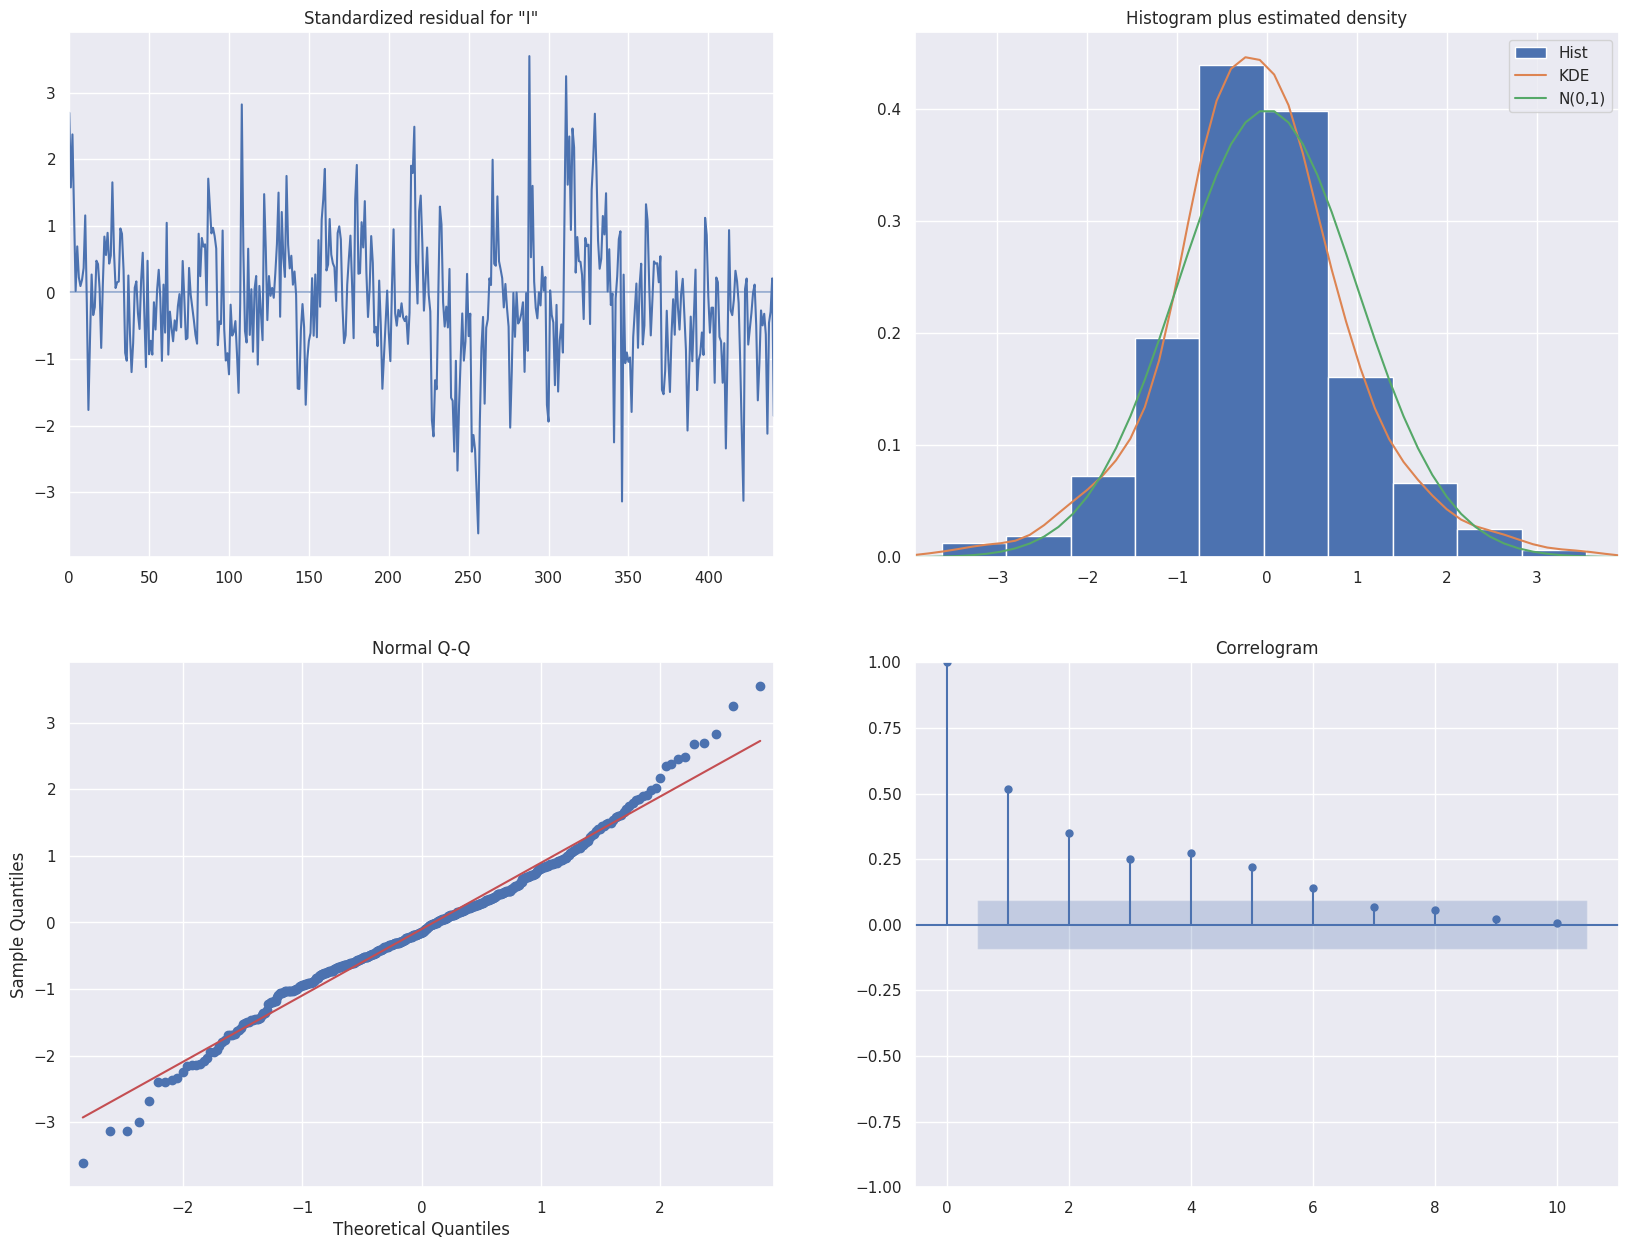 Standardized residual for "I"
3
2
1
0
−1
−2
−3
0 50 100 150 200 250 300 350 400
Histogram plus estimated density
Hist
KDE
N(0,1)
0.4
0.3
0.2
0.1
0.0
−3 −2 −1 0 1 2 3
Normal Q-Q
Sample Quantiles
3
2
1
0
−1
−2
−3
−2 −1 0 1 2
Theoretical Quantiles
Correlogram
1.00
0.75
0.50
0.25
0.00
−0.25
−0.50
−0.75
−1.00
0 2 4 6 8 10